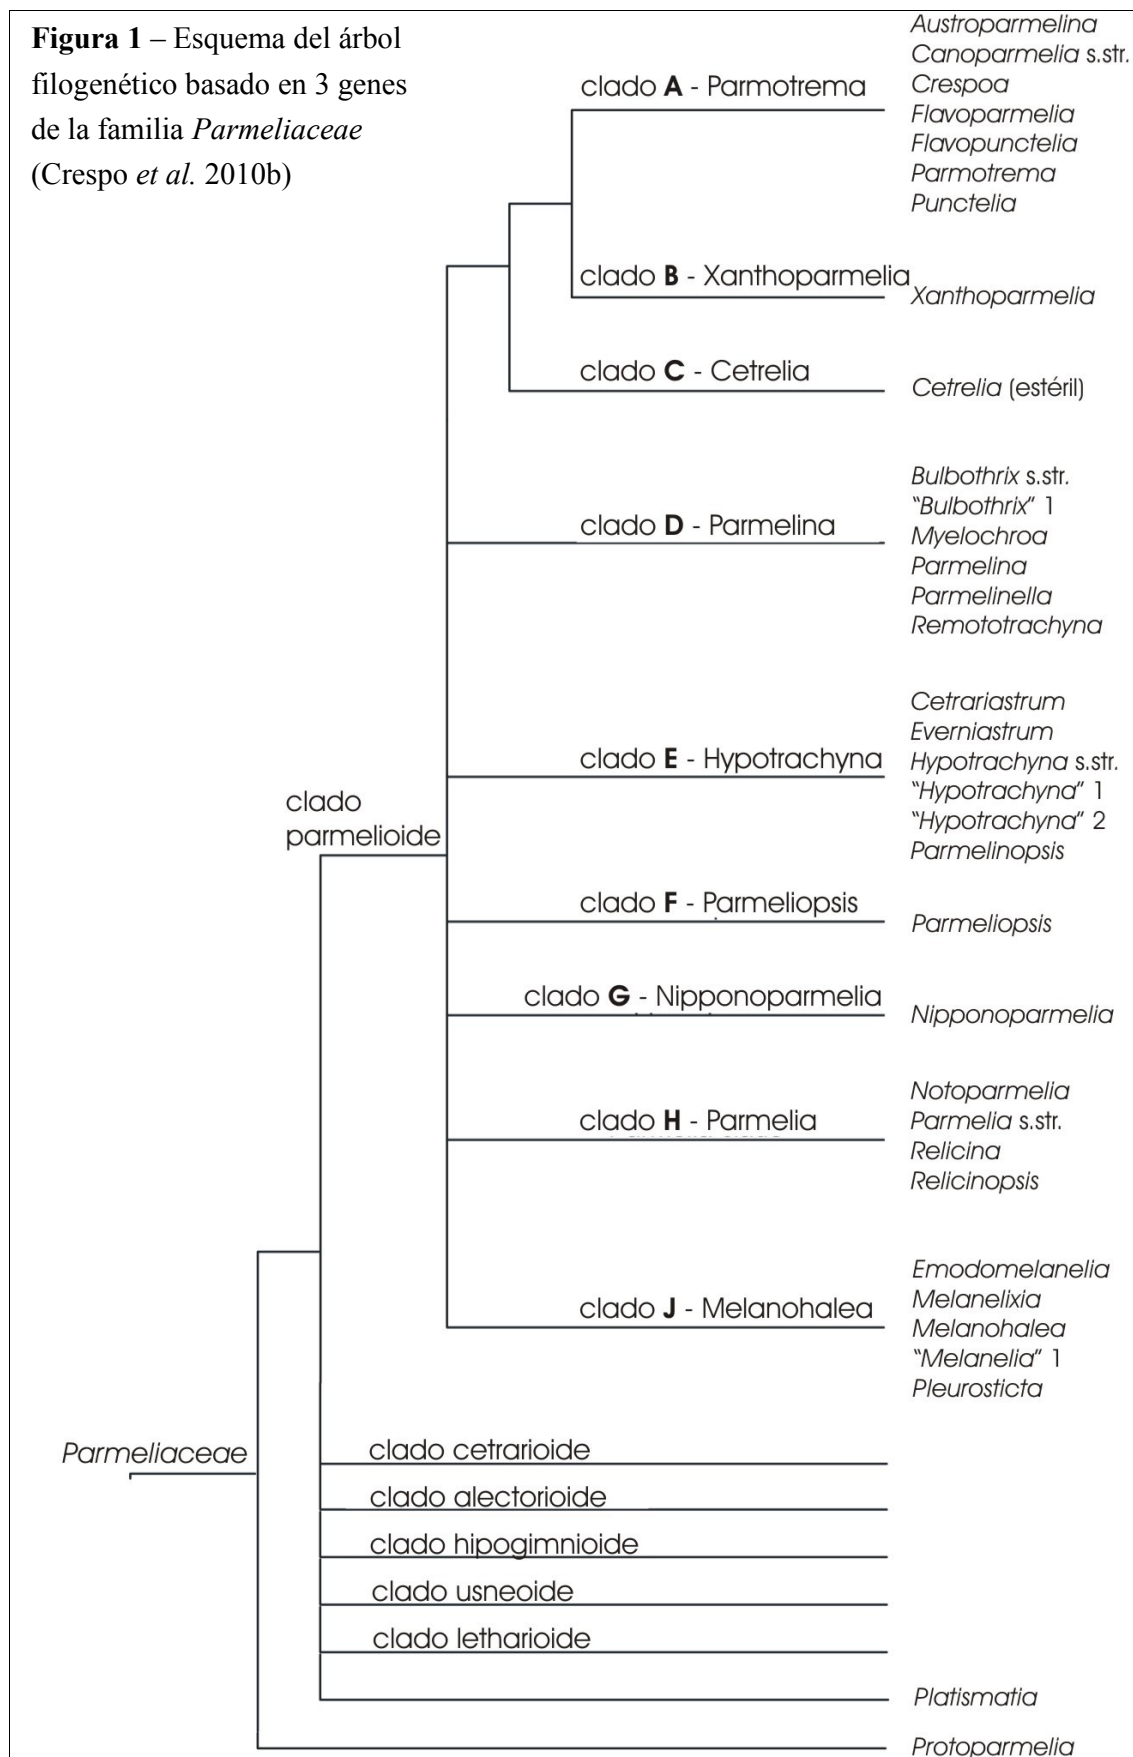 Figura 1 – Esquema del árbol
filogenético basado en 3 genes
de la familia Parmeliaceae
(Crespo et al. 2010b)
Austroparmelina
Canoparmelia s.str.
clado A - Parmotrema
Crespoa
Flavoparmelia
Flavopunctelia
Parmotrema
Punctelia
clado B - Xanthoparmelia
Xanthoparmelia
clado C - Cetrelia
Cetrelia (estéril)
Bulbothrix s.str.
“Bulbothrix” 1
clado D - Parmelina
Myelochroa
Parmelina
Parmelinella
Remototrachyna
Cetrariastrum
Everniastrum
clado E - Hypotrachyna
Hypotrachyna s.str.
“Hypotrachyna” 1
“Hypotrachyna” 2
Parmelinopsis
clado
parmelioide
clado F - Parmeliopsis
Parmeliopsis
clado G - Nipponoparmelia
Nipponoparmelia
Notoparmelia
clado H - Parmelia
Parmelia s.str.
Relicina
Relicinopsis
Emodomelanelia
Melanelixia
clado J - Melanohalea
Melanohalea
“Melanelia” 1
Pleurosticta
Parmeliaceae
clado cetrarioide
clado alectorioide
clado hipogimnioide
clado usneoide
clado letharioide
Platismatia
Protoparmelia